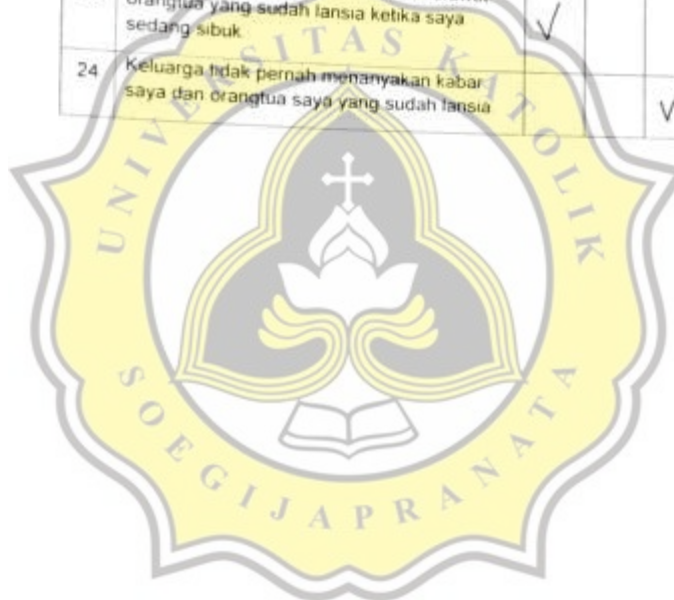 orangtua yang sudah lansia ketika saya
sedang sibuk
24 Keluarga tidak pernah menanyakan kabar
saya dan orangtua saya yang sudah lansia
UNIVERSITAS KATOLIK
SOEGIJAPRANATA